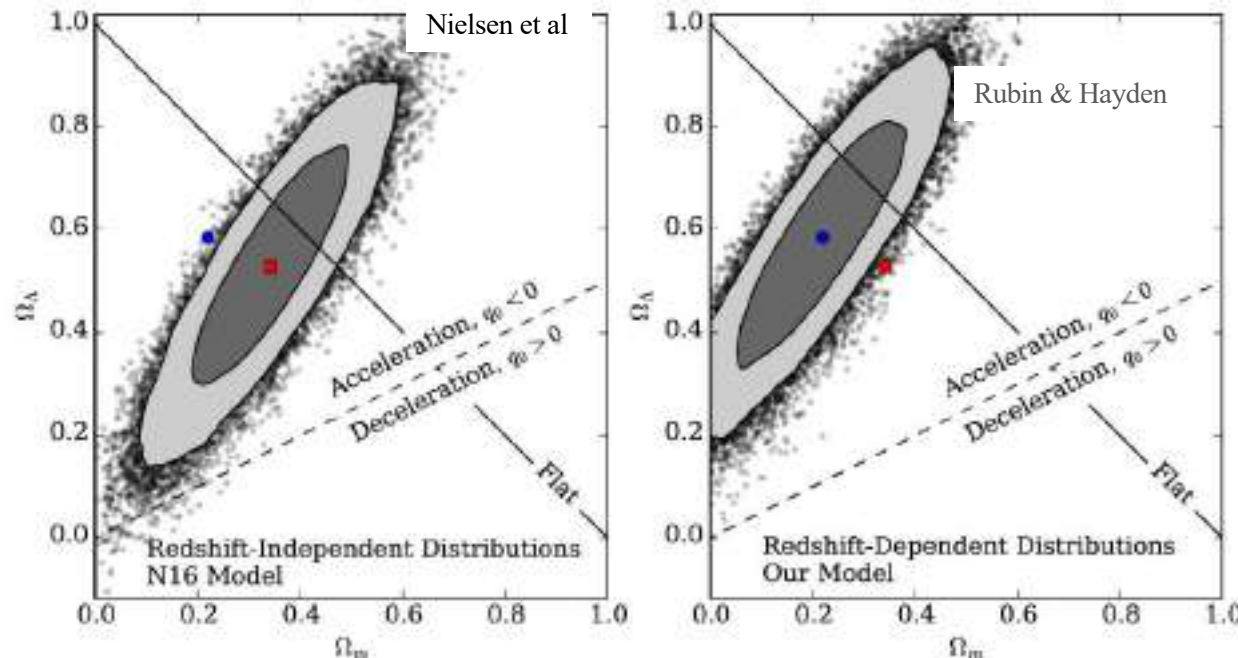 Nielsen et al
1.0
0.8
0.6
0.4
0.2
0.0
Ω_Λ
Acceleration, q₀ < 0
Deceleration, q₀ > 0
Flat
Redshift-Independent Distributions
N16 Model
0.0 0.2 0.4 0.6 0.8 1.0
Ω_m
Rubin & Hayden
1.0
0.8
0.6
0.4
0.2
0.0
Ω_Λ
Acceleration, q₀ < 0
Deceleration, q₀ > 0
Flat
Redshift-Dependent Distributions
Our Model
0.0 0.2 0.4 0.6 0.8 1.0
Ω_m